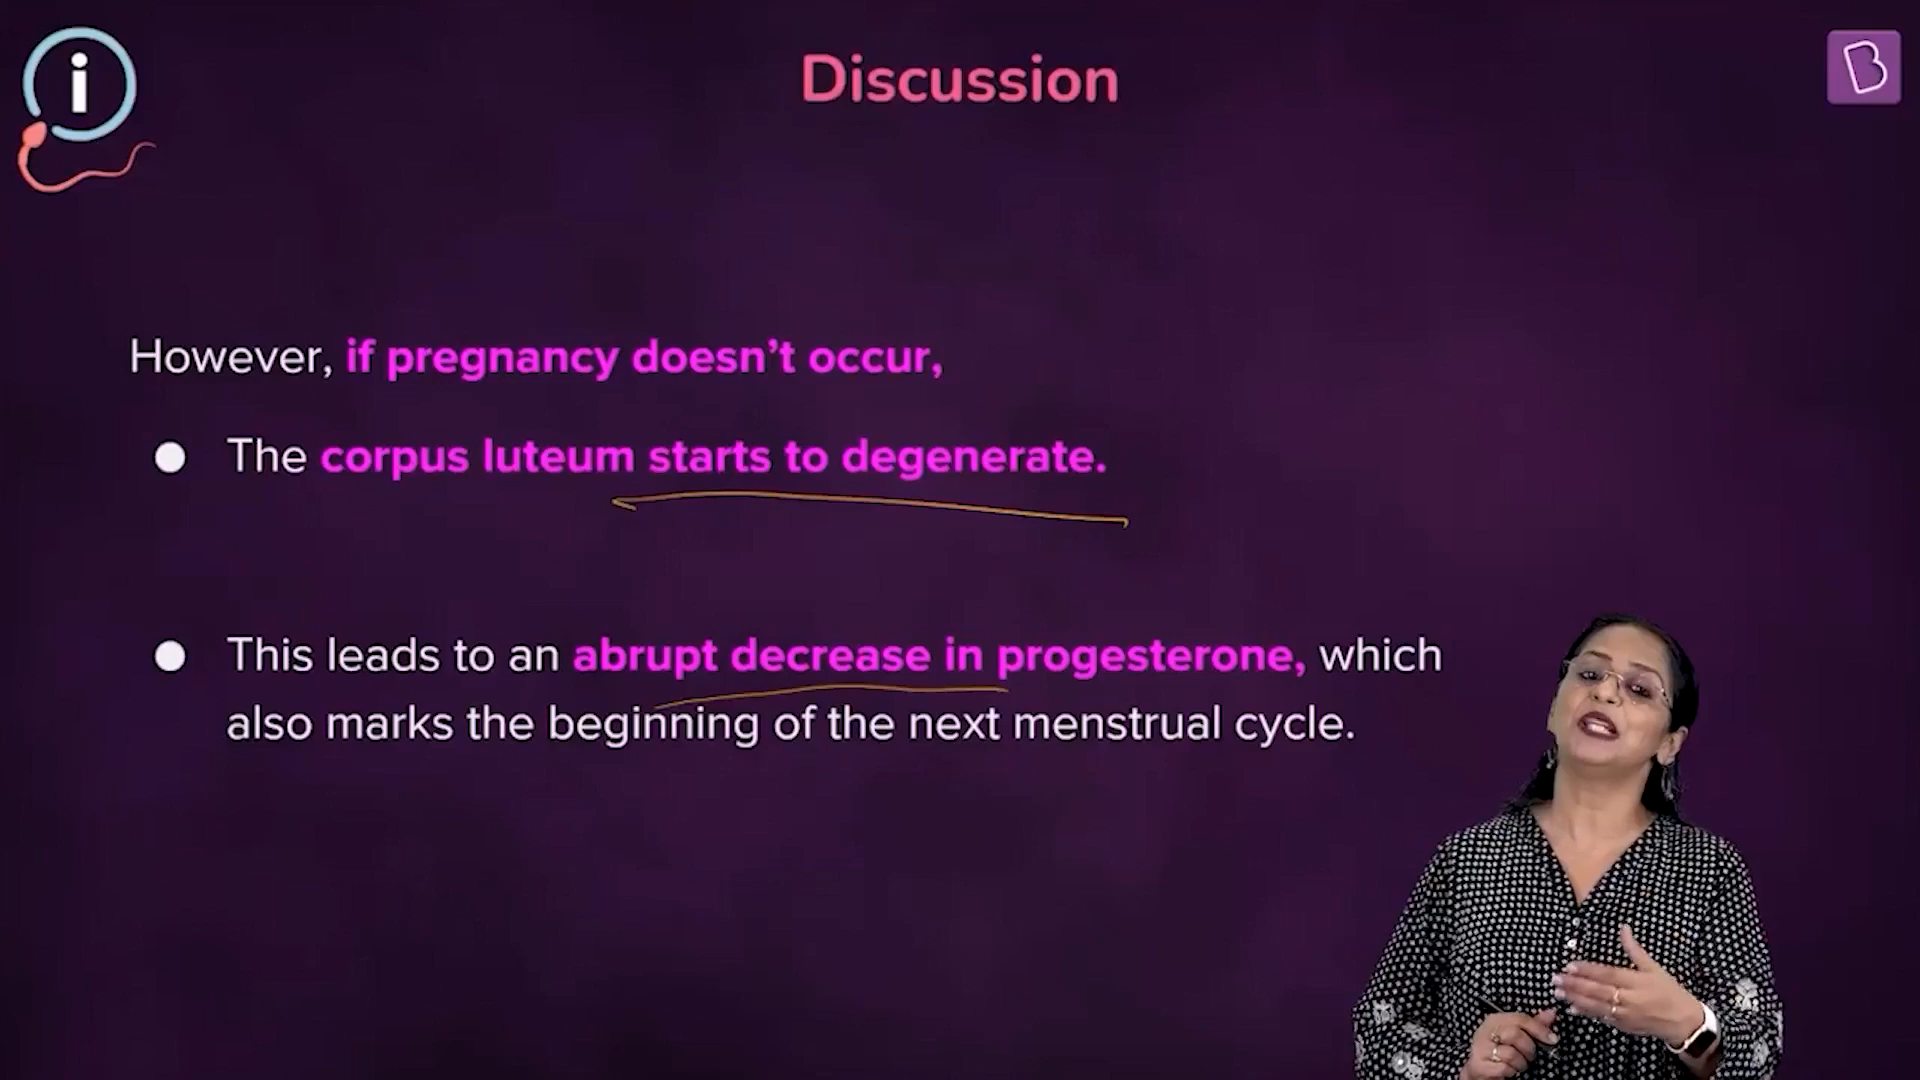 i
Discussion
B
However, if pregnancy doesn’t occur,
● The corpus luteum starts to degenerate.
● This leads to an abrupt decrease in progesterone, which
also marks the beginning of the next menstrual cycle.